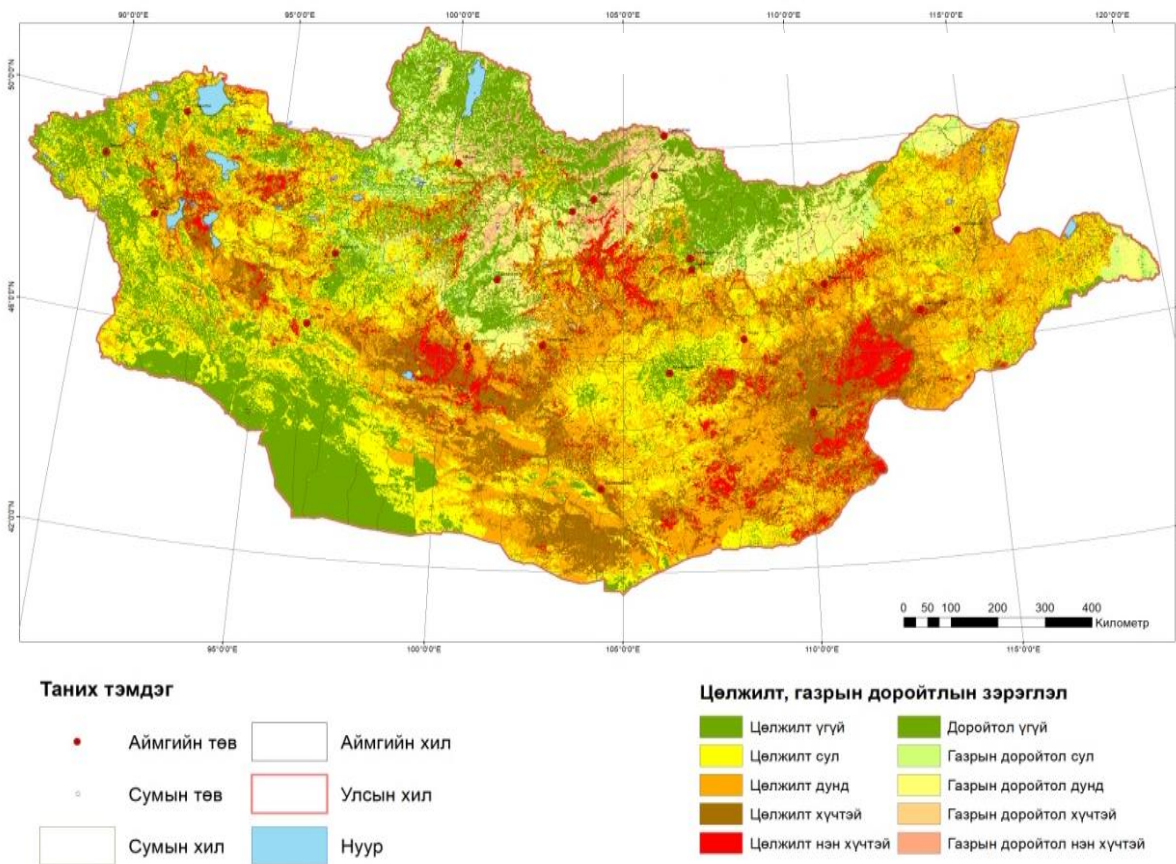 90°0'0"E 95°0'0"E 100°0'0"E 105°0'0"E 110°0'0"E 115°0'0"E 120°0'0"E
50°0'0"N
46°0'0"N
42°0'0"N
0 50 100 200 300 400
Километр
95°0'0"E 100°0'0"E 105°0'0"E 110°0'0"E 115°0'0"E
Таних тэмдэг
Аймгийн төв
Аймгийн хил
Сумын төв
Улсын хил
Сумын хил
Нуур
Цөлжилт, газрын доройтлын зэрэглэл
Цөлжилт үгүй
Доройтол үгүй
Цөлжилт сул
Газрын доройтол сул
Цөлжилт дунд
Газрын доройтол дунд
Цөлжилт хүчтэй
Газрын доройтол хүчтэй
Цөлжилт нэн хүчтэй
Газрын доройтол нэн хүчтэй